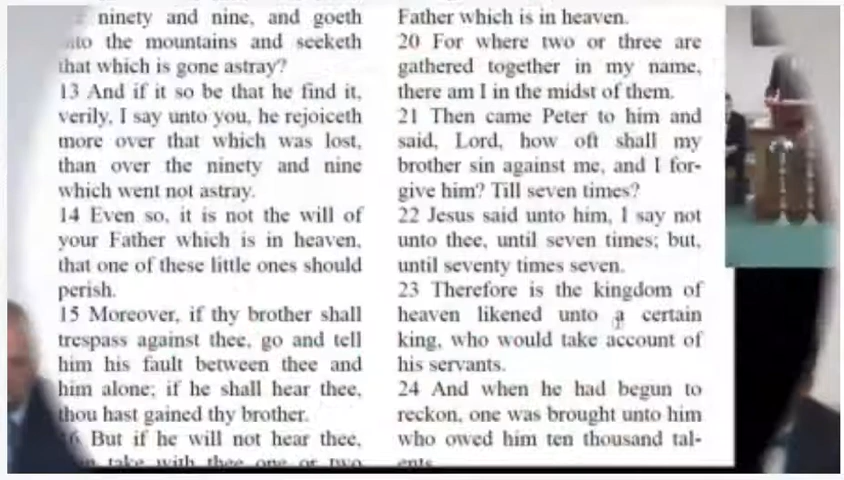 ninety and nine, and goeth
the mountains and seeketh
that which is gone astray?
13 And if it so be that he find it,
verily, I say unto you, he rejoiceth
more over that which was lost,
than over the ninety and nine
which went not astray.
14 Even so, it is not the will of
your Father which is in heaven,
that one of these little ones should
perish.
15 Moreover, if thy brother shall
trespass against thee, go and tell
him his fault between thee and
him alone; if he shall hear thee,
thou hast gained thy brother.
But if he will not hear thee,
take with thee one or two
Father which is in heaven.
20 For where two or three are
gathered together in my name,
there am I in the midst of them.
21 Then came Peter to him and
said, Lord, how oft shall my
brother sin against me, and I for-
give him? Till seven times?
22 Jesus said unto him, I say not
unto thee, until seven times; but,
until seventy times seven.
23 Therefore is the kingdom of
heaven likened unto a certain
king, who would take account of
his servants.
24 And when he had begun to
reckon, one was brought unto him
who owed him ten thousand tal-
ents